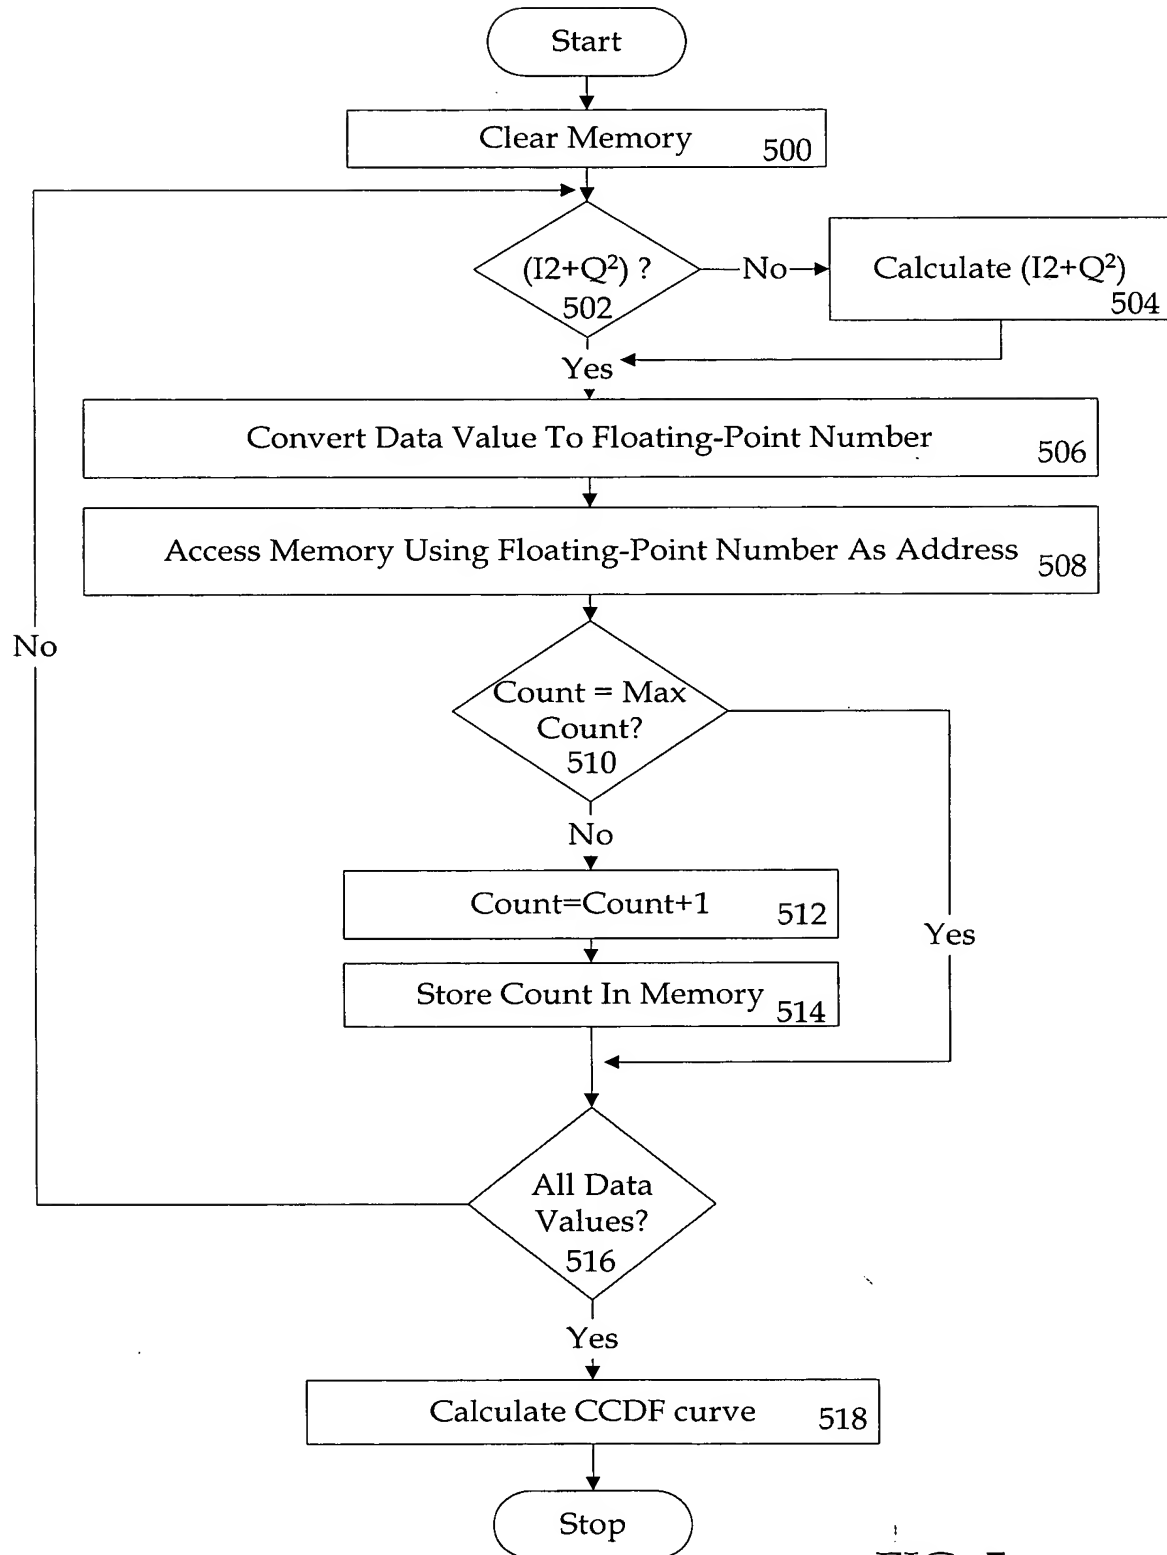 Start
Clear Memory 500
(I2+Q²) ?
502
No
Calculate (I2+Q²)
504
Yes
Convert Data Value To Floating-Point Number
506
Access Memory Using Floating-Point Number As Address
508
No
Count = Max
Count?
510
No
Count=Count+1 512
Yes
Store Count In Memory
514
All Data
Values?
516
Yes
Calculate CCDF curve 518
Stop